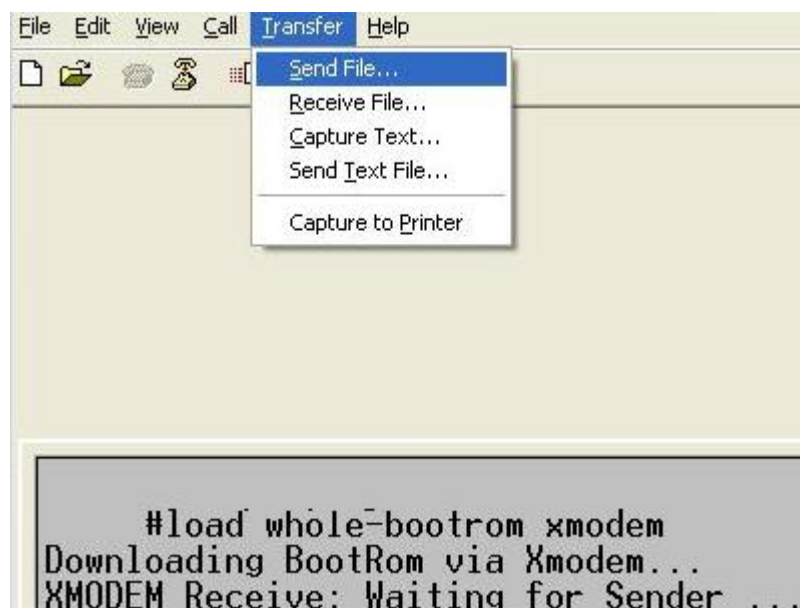 File Edit View Call Transfer Help
Send File...
Receive File...
Capture Text...
Send Text File...
Capture to Printer
#load whole-bootrom xmodem
Downloading BootRom via Xmodem...
XMODEM Receive: Waiting for Sender ...